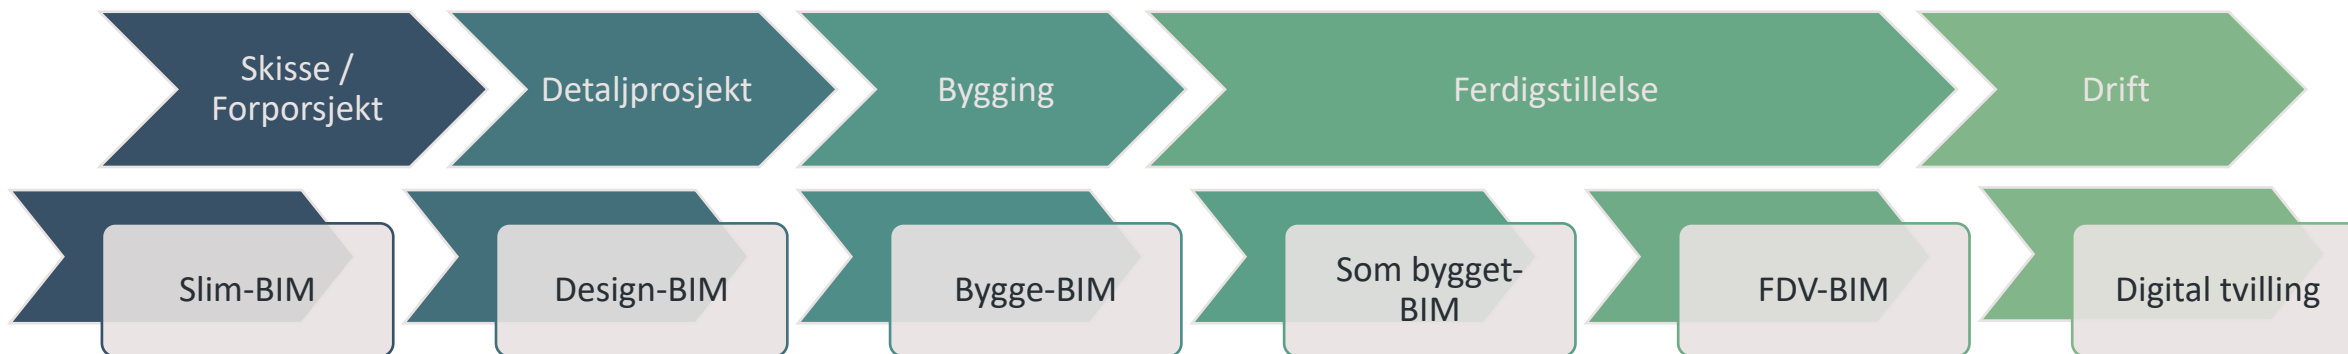 Skisse /
Forporsjekt
Detaljprosjekt
Bygging
Ferdigstillelse
Drift
Slim-BIM
Design-BIM
Bygge-BIM
Som bygget-
BIM
FDV-BIM
Digital tvilling